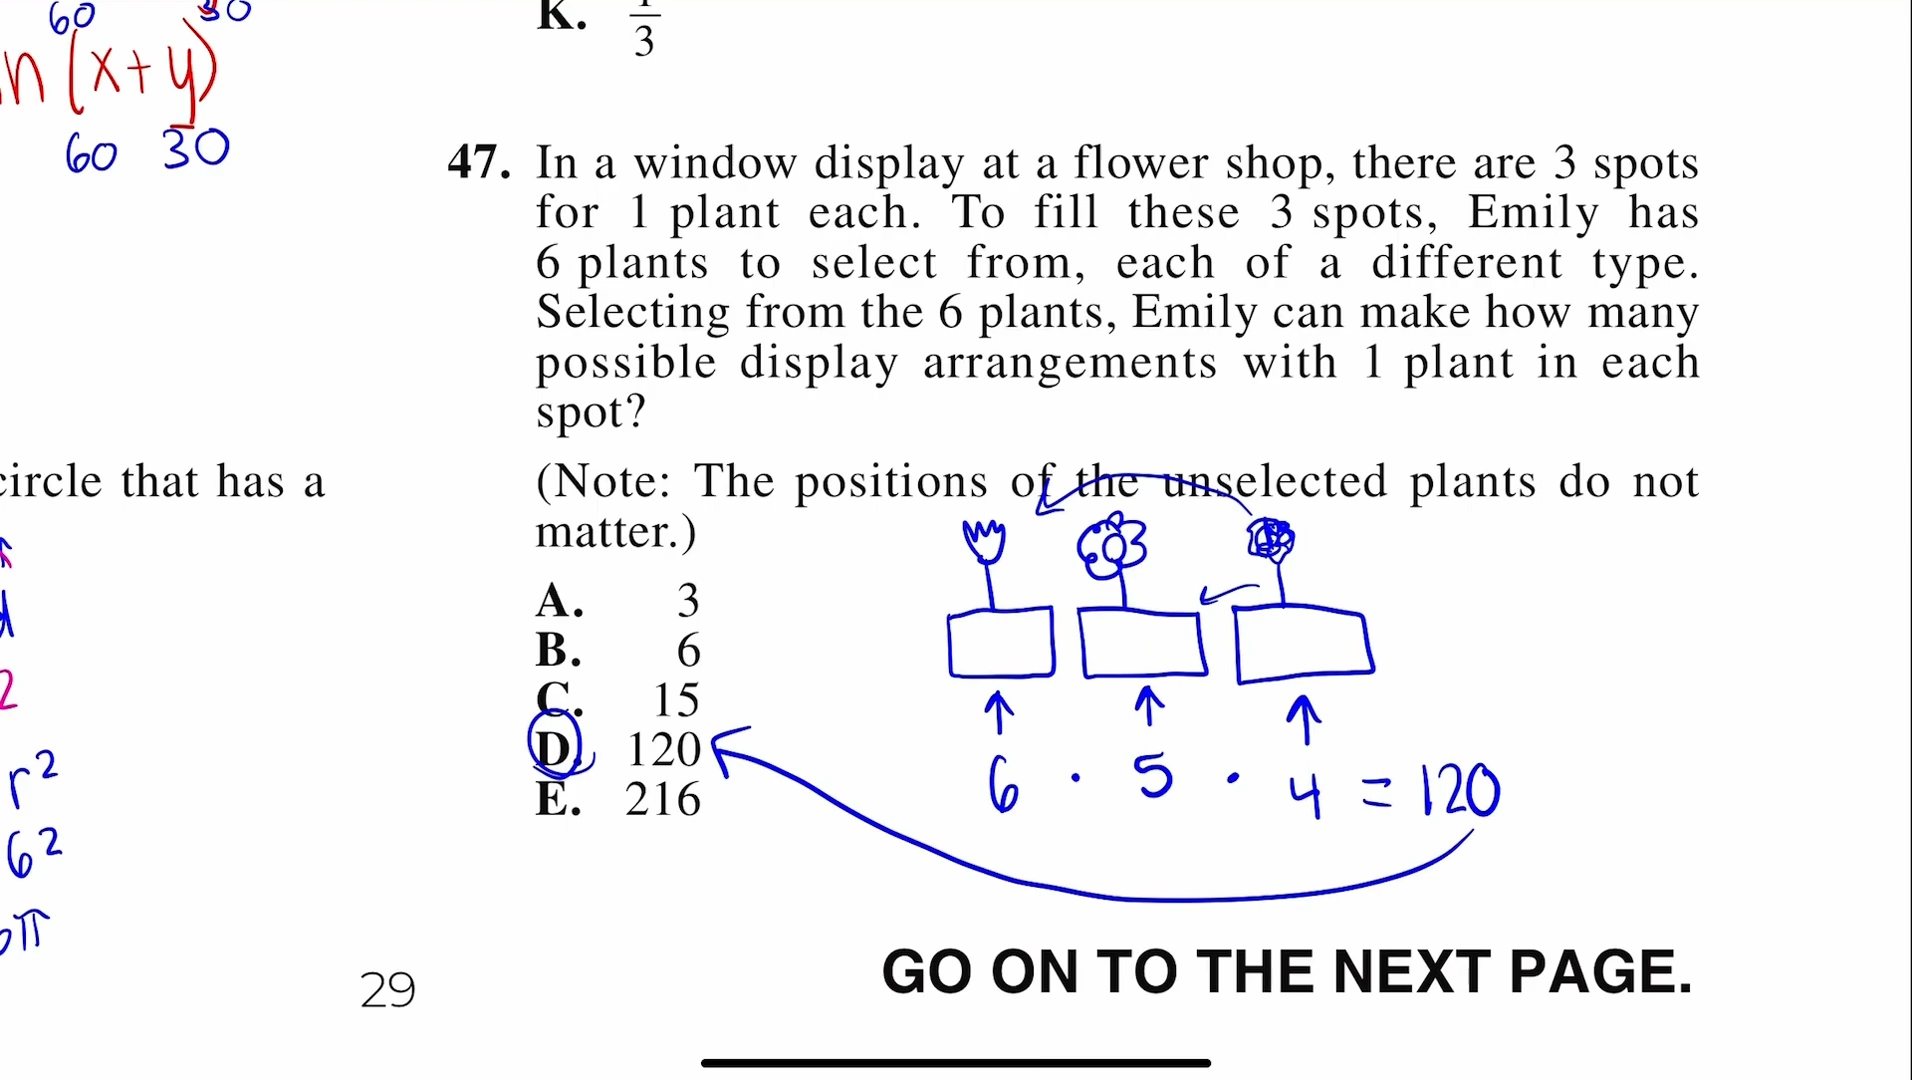 60 30
n (x+y)
60 30
K. 1/3
47. In a window display at a flower shop, there are 3 spots
for 1 plant each. To fill these 3 spots, Emily has
6 plants to select from, each of a different type.
Selecting from the 6 plants, Emily can make how many
possible display arrangements with 1 plant in each
spot?
circle that has a
(Note: The positions of the unselected plants do not
matter.)
A. 3
B. 6
C. 15
D. 120
E. 216
6 · 5 · 4 = 120
2
r²
6²
π
29
GO ON TO THE NEXT PAGE.